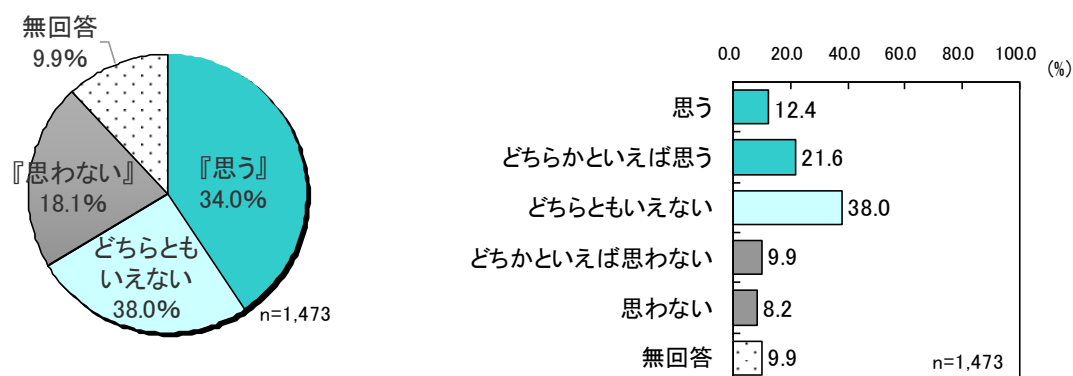 無回答
9.9%
『思わない』
18.1%
『思う』
34.0%
どちらとも
いえない
38.0%
n=1,473
0.0 20.0 40.0 60.0 80.0 100.0
(%)
思う 12.4
どちらかといえば思う 21.6
どちらともいえない 38.0
どちかといえば思わない 9.9
思わない 8.2
無回答 9.9
n=1,473